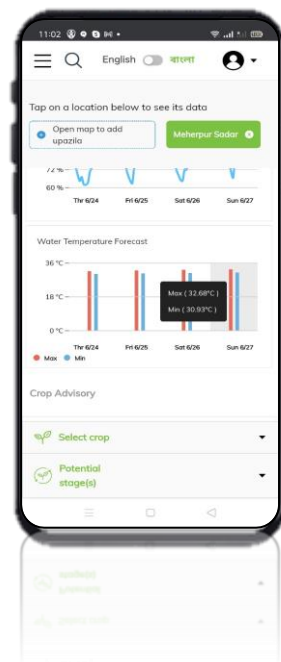 11:02
English বাংলা
Tap on a location below to see its data
Open map to add
upazila
Meherpur Sadar
72 %
60 %
Thr 6/24 Fri 6/25 Sat 6/26 Sun 6/27
Water Temperature Forecast
36 °C
18 °C
0 °C
Max ( 32.68°C )
Min ( 30.93°C )
Thr 6/24 Fri 6/25 Sat 6/26 Sun 6/27
Max Min
Crop Advisory
Select crop
Potential
stage(s)